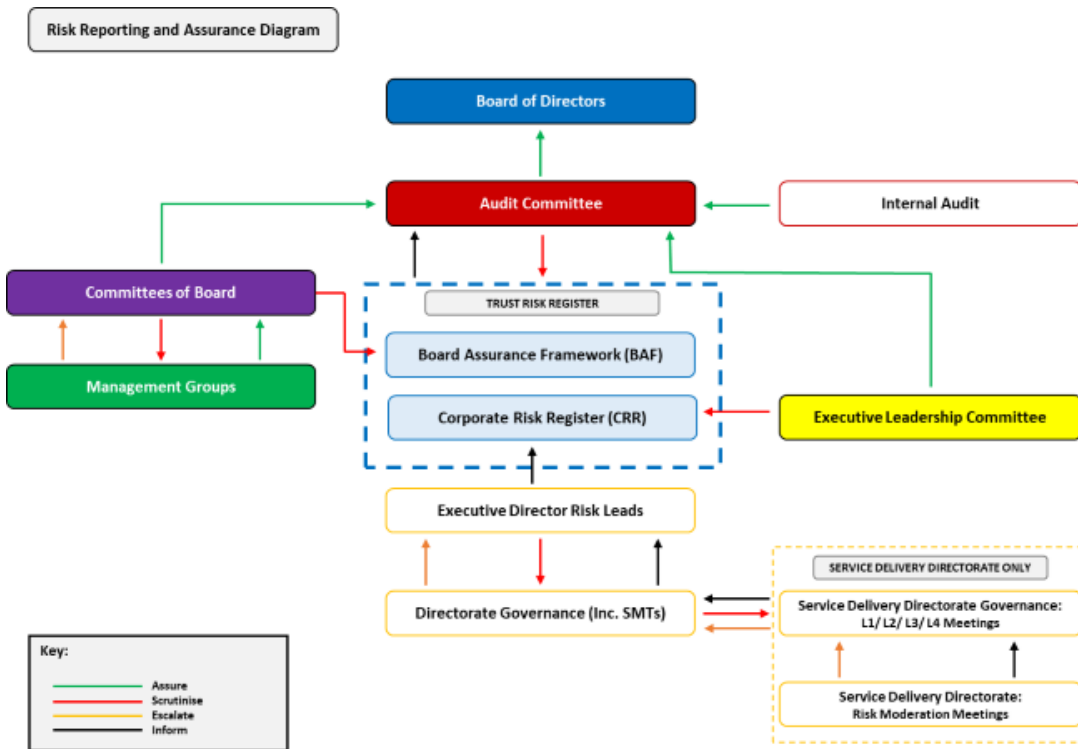 Risk Reporting and Assurance Diagram
Board of Directors
Audit Committee
Internal Audit
Committees of Board
TRUST RISK REGISTER
Board Assurance Framework (BAF)
Management Groups
Corporate Risk Register (CRR)
Executive Leadership Committee
Executive Director Risk Leads
SERVICE DELIVERY DIRECTORATE ONLY
Directorate Governance (Inc. SMTs)
Service Delivery Directorate Governance:
L1/ L2/ L3/ L4 Meetings
Service Delivery Directorate:
Risk Moderation Meetings
Key:
Assure
Scrutinise
Escalate
Inform